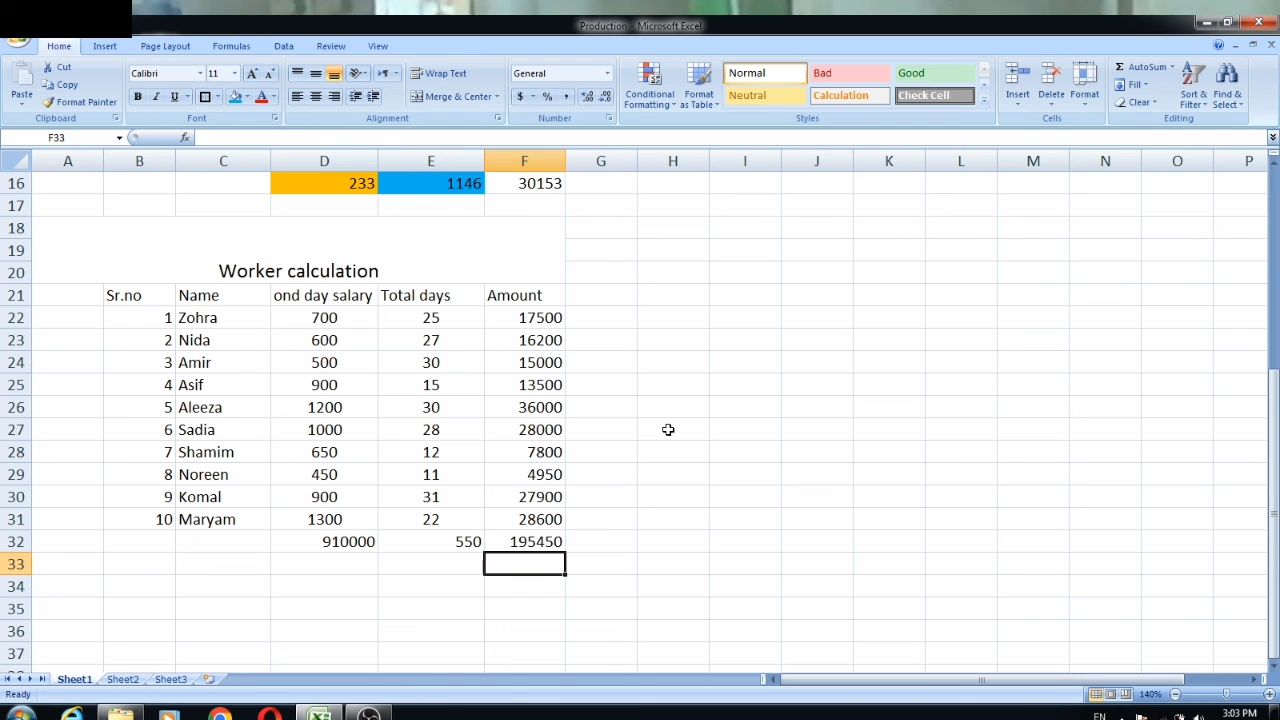 Production - Microsoft Excel
Home Insert Page Layout Formulas Data Review View
Paste Cut Copy Format Painter Clipboard
Calibri 11 B I U Font
Wrap Text Merge & Center Alignment
General $ % , Number
Conditional Formatting Format as Table Normal Bad Good Neutral Calculation Check Cell Styles
Insert Delete Format Cells
AutoSum Fill Clear Sort & Filter Find & Select Editing
F33 fx
A B C D E F G H I J K L M N O P
16 233 1146 30153
17
18
19
20 Worker calculation
21 Sr.no Name ond day salary Total days Amount
22 1 Zohra 700 25 17500
23 2 Nida 600 27 16200
24 3 Amir 500 30 15000
25 4 Asif 900 15 13500
26 5 Aleeza 1200 30 36000
27 6 Sadia 1000 28 28000
28 7 Shamim 650 12 7800
29 8 Noreen 450 11 4950
30 9 Komal 900 31 27900
31 10 Maryam 1300 22 28600
32 910000 550 195450
33
34
35
36
37
Sheet1 Sheet2 Sheet3
Ready 140%
EN 3:03 PM